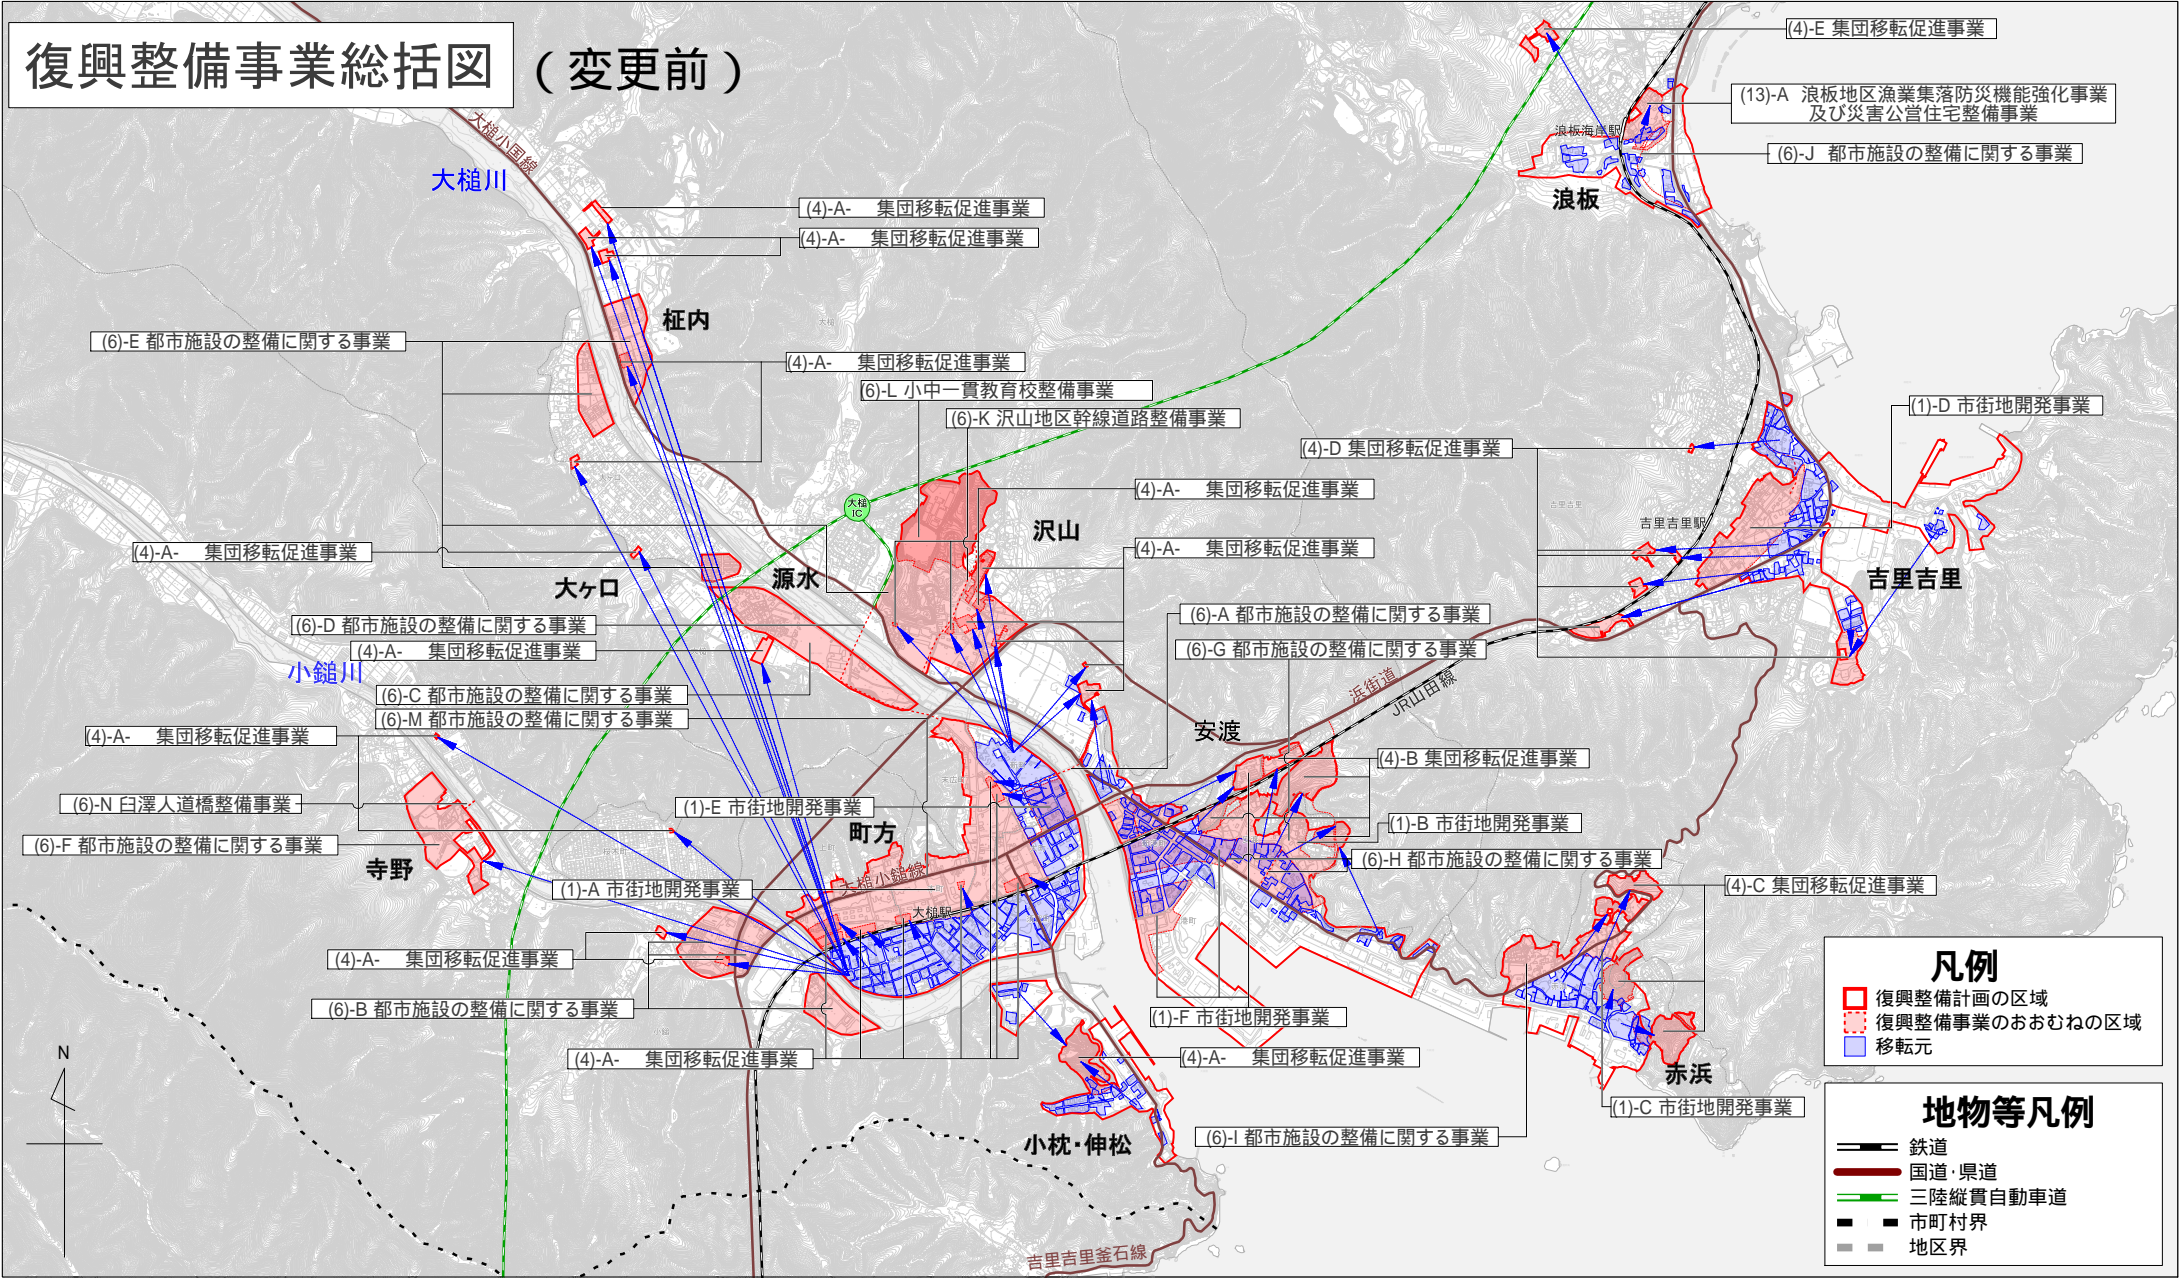 復興整備事業総括図
（変更前）
(4)-E 集団移転促進事業
(13)-A 浪板地区漁業集落防災機能強化事業
及び災害公営住宅整備事業
浪板海岸駅
(6)-J 都市施設の整備に関する事業
浪板
大槌小国線
大槌川
(4)-A- 集団移転促進事業
(4)-A- 集団移転促進事業
柾内
(6)-E 都市施設の整備に関する事業
(4)-A- 集団移転促進事業
(6)-L 小中一貫教育校整備事業
(6)-K 沢山地区幹線道路整備事業
(1)-D 市街地開発事業
(4)-D 集団移転促進事業
(4)-A- 集団移転促進事業
大槌
IC
沢山
吉里吉里
吉里吉里駅
(4)-A- 集団移転促進事業
(4)-A- 集団移転促進事業
大ヶ口
源水
吉里吉里
(6)-A 都市施設の整備に関する事業
(6)-D 都市施設の整備に関する事業
(6)-G 都市施設の整備に関する事業
(4)-A- 集団移転促進事業
小鎚川
浜街道
JR山田線
(6)-C 都市施設の整備に関する事業
(6)-M 都市施設の整備に関する事業
安渡
(4)-A- 集団移転促進事業
(4)-B 集団移転促進事業
(6)-N 臼澤人道橋整備事業
(1)-E 市街地開発事業
(1)-B 市街地開発事業
町方
(6)-F 都市施設の整備に関する事業
(6)-H 都市施設の整備に関する事業
寺野
大槌小鎚線
(1)-A 市街地開発事業
(4)-C 集団移転促進事業
大槌駅
(4)-A- 集団移転促進事業
(6)-B 都市施設の整備に関する事業
(1)-F 市街地開発事業
(4)-A- 集団移転促進事業
(4)-A- 集団移転促進事業
赤浜
(1)-C 市街地開発事業
(6)-I 都市施設の整備に関する事業
小枕・伸松
吉里吉里釜石線
N
凡例
復興整備計画の区域
復興整備事業のおおむねの区域
移転元
地物等凡例
鉄道
国道・県道
三陸縦貫自動車道
市町村界
地区界